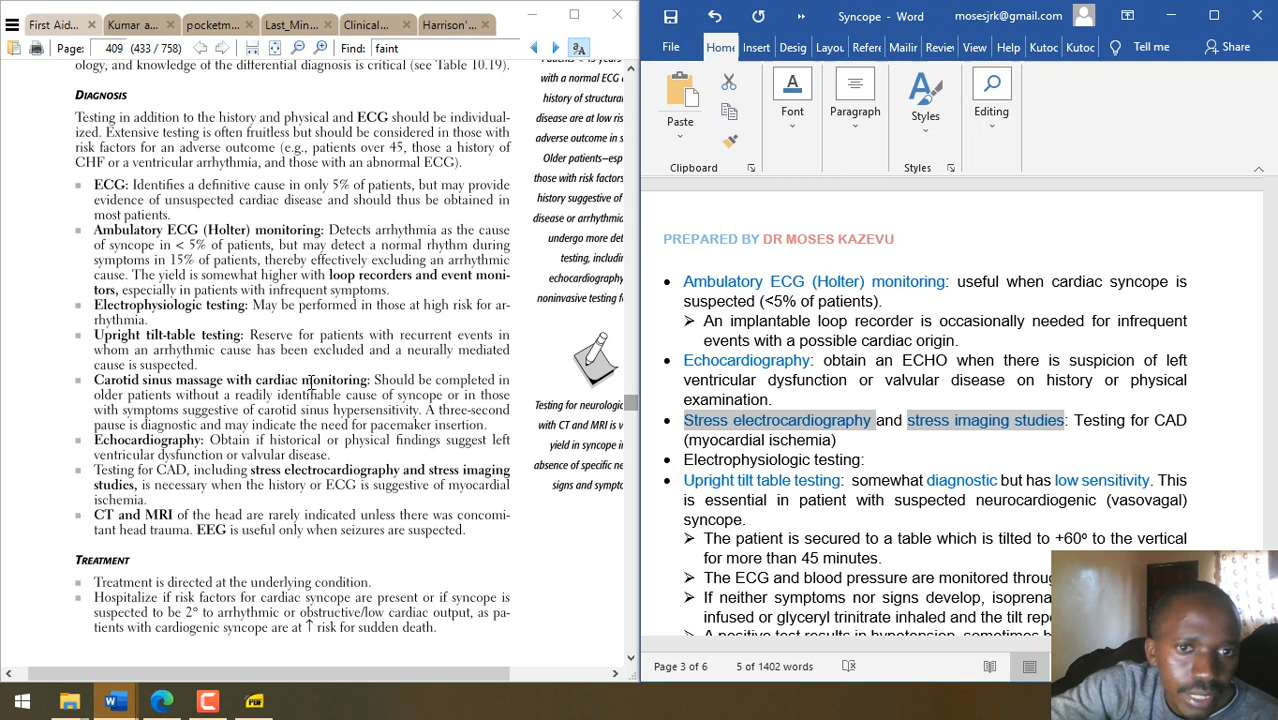 First Aid...
Kumar a...
pocketm...
Last_Min...
Clinical...
Harrison'...
Page: 409 (433 / 758)
Find: faint
ology, and knowledge of the differential diagnosis is critical (see Table 10.19).
DIAGNOSIS
Testing in addition to the history and physical and ECG should be individual-
ized. Extensive testing is often fruitless but should be considered in those with
risk factors for an adverse outcome (e.g., patients over 45, those a history of
CHF or a ventricular arrhythmia, and those with an abnormal ECG).
■ ECG: Identifies a definitive cause in only 5% of patients, but may provide
evidence of unsuspected cardiac disease and should thus be obtained in
most patients.
■ Ambulatory ECG (Holter) monitoring: Detects arrhythmia as the cause
of syncope in < 5% of patients, but may detect a normal rhythm during
symptoms in 15% of patients, thereby effectively excluding an arrhythmic
cause. The yield is somewhat higher with loop recorders and event moni-
tors, especially in patients with infrequent symptoms.
■ Electrophysiologic testing: May be performed in those at high risk for ar-
rhythmia.
■ Upright tilt-table testing: Reserve for patients with recurrent events in
whom an arrhythmic cause has been excluded and a neurally mediated
cause is suspected.
■ Carotid sinus massage with cardiac monitoring: Should be completed in
older patients without a readily identifiable cause of syncope or in those
with symptoms suggestive of carotid sinus hypersensitivity. A three-second
pause is diagnostic and may indicate the need for pacemaker insertion.
■ Echocardiography: Obtain if historical or physical findings suggest left
ventricular dysfunction or valvular disease.
■ Testing for CAD, including stress electrocardiography and stress imaging
studies, is necessary when the history or ECG is suggestive of myocardial
ischemia.
■ CT and MRI of the head are rarely indicated unless there was concomi-
tant head trauma. EEG is useful only when seizures are suspected.
TREATMENT
■ Treatment is directed at the underlying condition.
■ Hospitalize if risk factors for cardiac syncope are present or if syncope is
suspected to be 2° to arrhythmic or obstructive/low cardiac output, as pa-
tients with cardiogenic syncope are at ↑ risk for sudden death.
with a normal ECG
history of structural
disease are at low ris
adverse outcome in s
Older patients–esp
those with risk factors
history suggestive of
disease or arrhythmi
undergo more det
testing, includin
echocardiography
noninvasive testing fo
Testing for neurologic
with CT and MRI is v
yield in syncope in
absence of specific ne
signs and sympto
Syncope - Word
mosesjrk@gmail.com
File
Home
Insert
Desig
Layou
Refere
Mailin
Review
View
Help
Kutoc
Kutoc
Tell me
Share
Paste
Font
Paragraph
Styles
Editing
Clipboard
Styles
PREPARED BY DR MOSES KAZEVU
• Ambulatory ECG (Holter) monitoring: useful when cardiac syncope is
suspected (<5% of patients).
➢ An implantable loop recorder is occasionally needed for infrequent
events with a possible cardiac origin.
• Echocardiography: obtain an ECHO when there is suspicion of left
ventricular dysfunction or valvular disease on history or physical
examination.
• Stress electrocardiography and stress imaging studies: Testing for CAD
(myocardial ischemia)
• Electrophysiologic testing:
• Upright tilt table testing: somewhat diagnostic but has low sensitivity. This
is essential in patient with suspected neurocardiogenic (vasovagal)
syncope.
➢ The patient is secured to a table which is tilted to +60° to the vertical
for more than 45 minutes.
➢ The ECG and blood pressure are monitored throug
➢ If neither symptoms nor signs develop, isoprena
infused or glyceryl trinitrate inhaled and the tilt rep
➢ A positive test results in hypotension, sometimes b
Page 3 of 6
5 of 1402 words